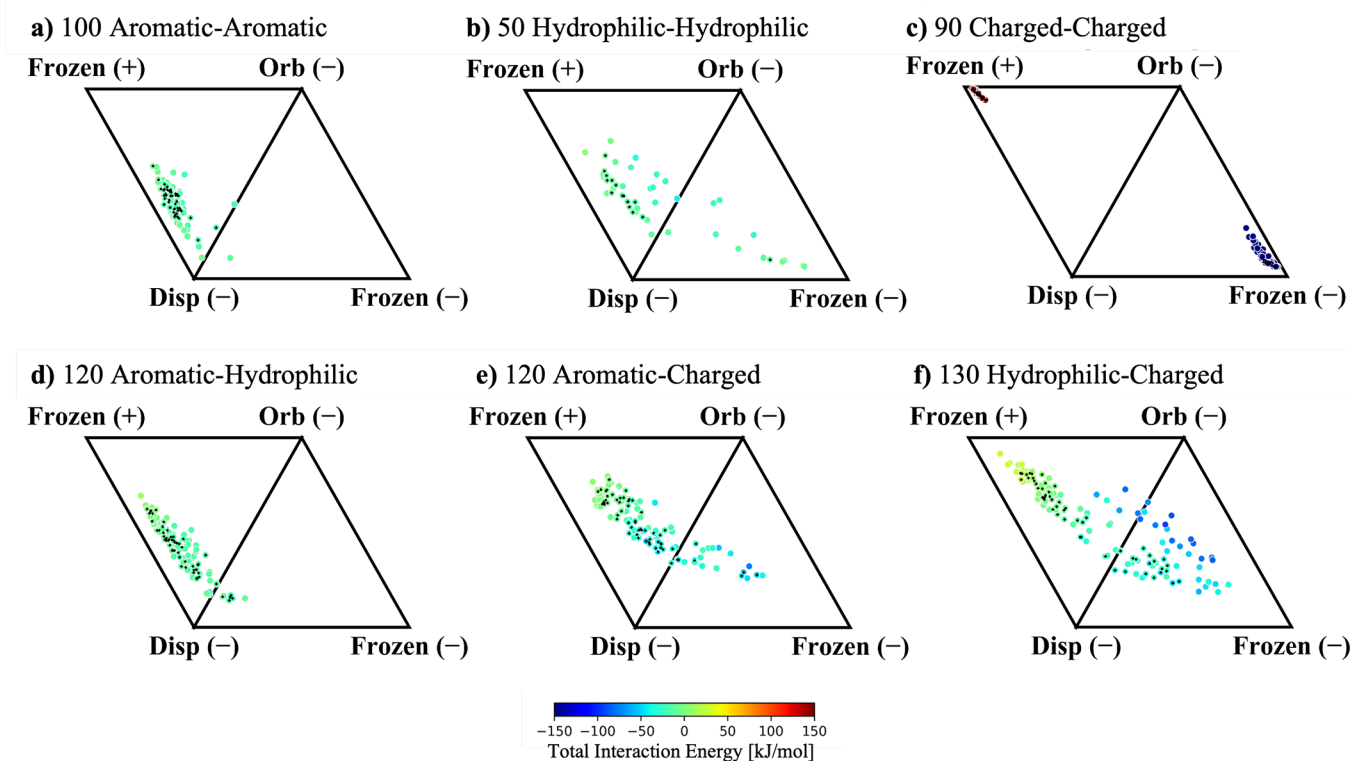 a) 100 Aromatic-Aromatic
Frozen (+) Orb (−)
Disp (−) Frozen (−)
b) 50 Hydrophilic-Hydrophilic
Frozen (+) Orb (−)
Disp (−) Frozen (−)
c) 90 Charged-Charged
Frozen (+) Orb (−)
Disp (−) Frozen (−)
d) 120 Aromatic-Hydrophilic
Frozen (+) Orb (−)
Disp (−) Frozen (−)
e) 120 Aromatic-Charged
Frozen (+) Orb (−)
Disp (−) Frozen (−)
f) 130 Hydrophilic-Charged
Frozen (+) Orb (−)
Disp (−) Frozen (−)
−150 −100 −50 0 50 100 150
Total Interaction Energy [kJ/mol]